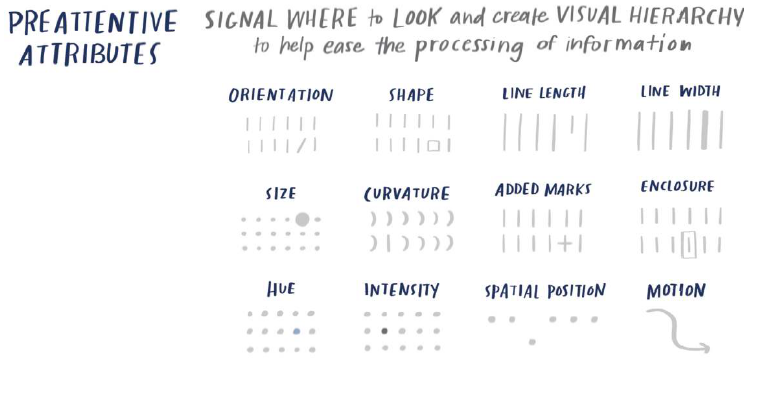 PREATTENTIVE
ATTRIBUTES
SIGNAL WHERE to LOOK and create VISUAL HIERARCHY
to help ease the processing of information
ORIENTATION
SHAPE
LINE LENGTH
LINE WIDTH
SIZE
CURVATURE
ADDED MARKS
ENCLOSURE
HUE
INTENSITY
SPATIAL POSITION
MOTION